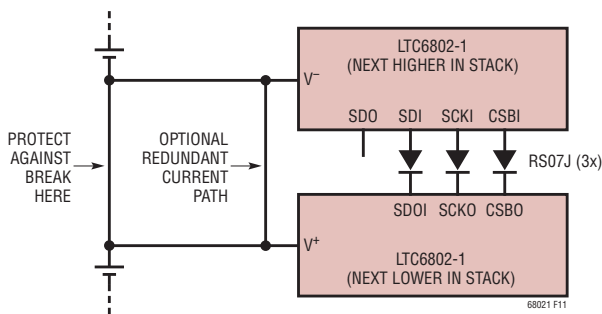 LTC6802-1
(NEXT HIGHER IN STACK)
V–
SDO SDI SCKI CSBI
PROTECT
AGAINST
BREAK
HERE
OPTIONAL
REDUNDANT
CURRENT
PATH
RS07J (3x)
SDOI SCKO CSBO
V+
LTC6802-1
(NEXT LOWER IN STACK)
68021 F11